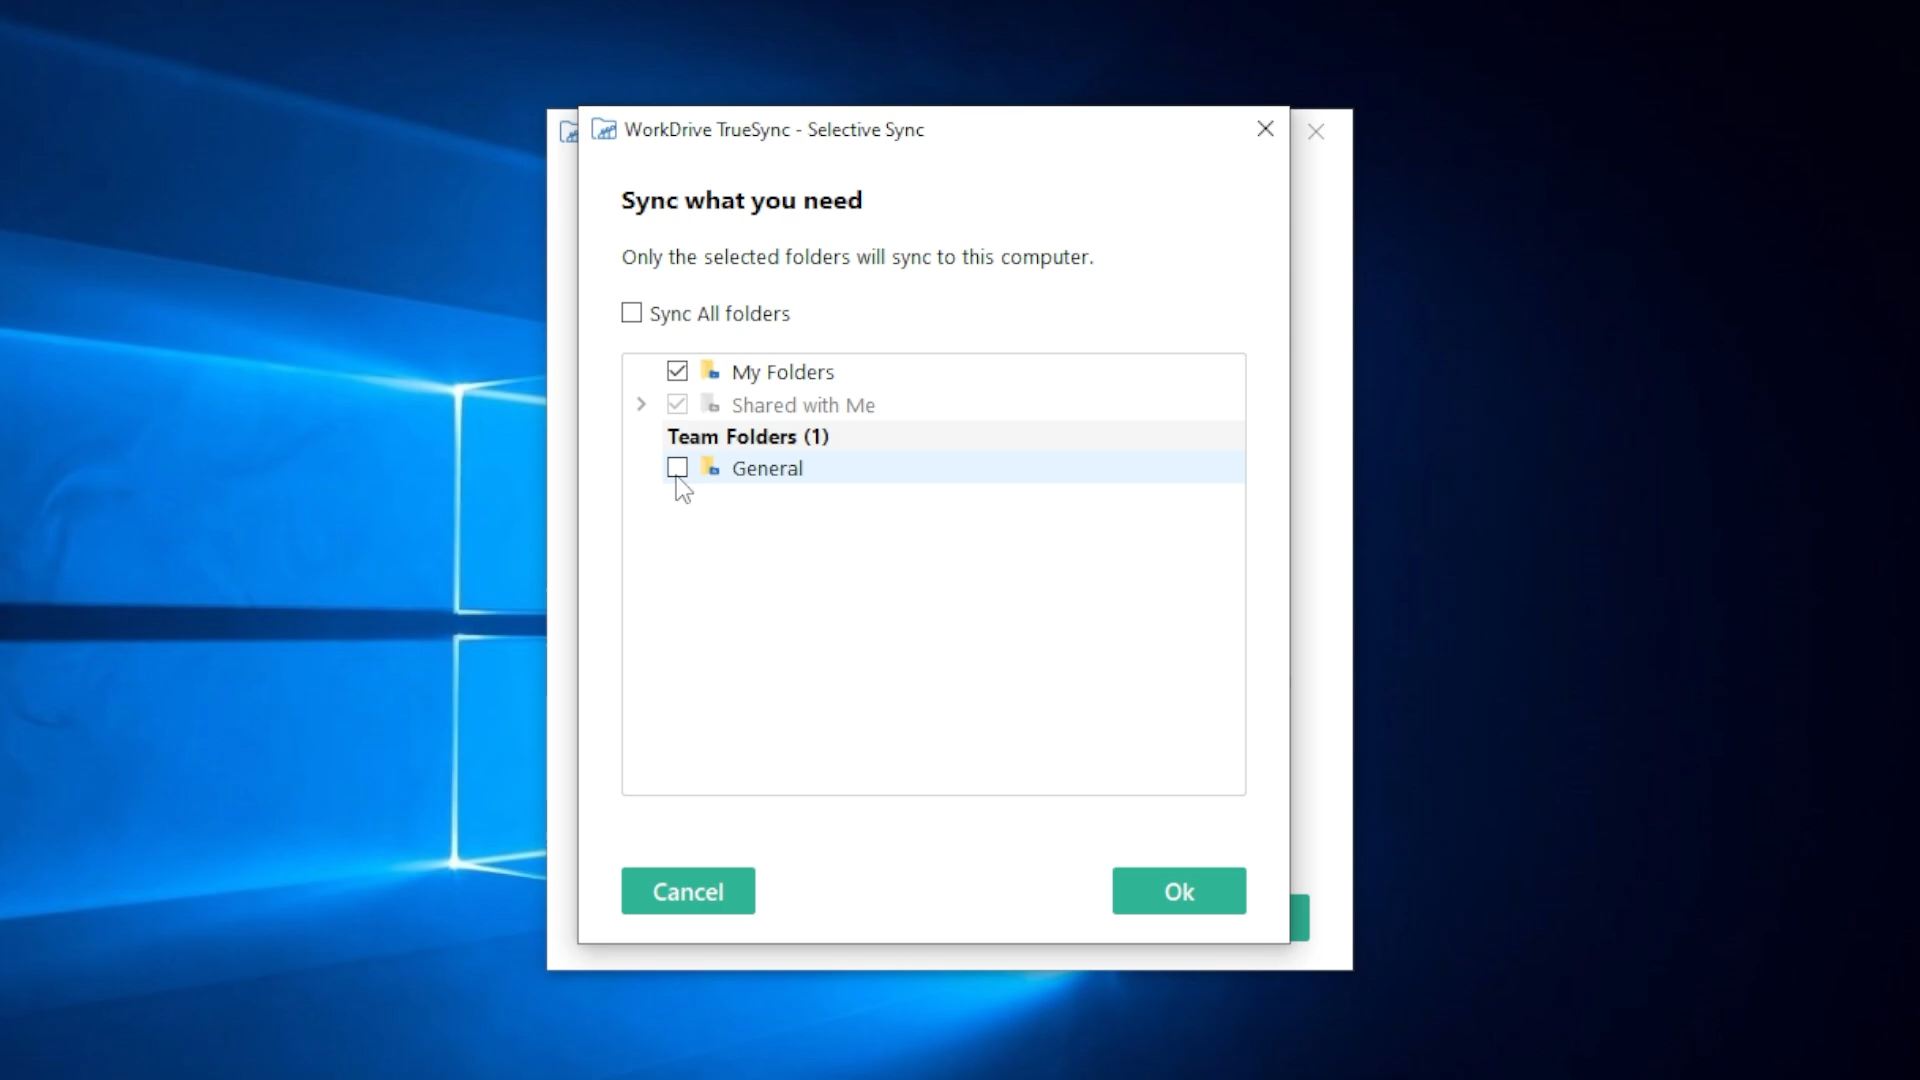 WorkDrive TrueSync - Selective Sync
Sync what you need
Only the selected folders will sync to this computer.
Sync All folders
My Folders
Shared with Me
Team Folders (1)
General
Cancel
Ok